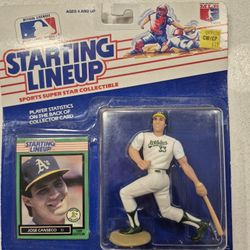 AGES 4 AND UP
STARTING
LINEUP
SPORTS SUPER STAR COLLECTIBLE
PLAYER STATISTICS
ON THE BACK OF
COLLECTOR CARD
STARTING
LINEUP
A's
JOSE CANSECO
Athletics
33